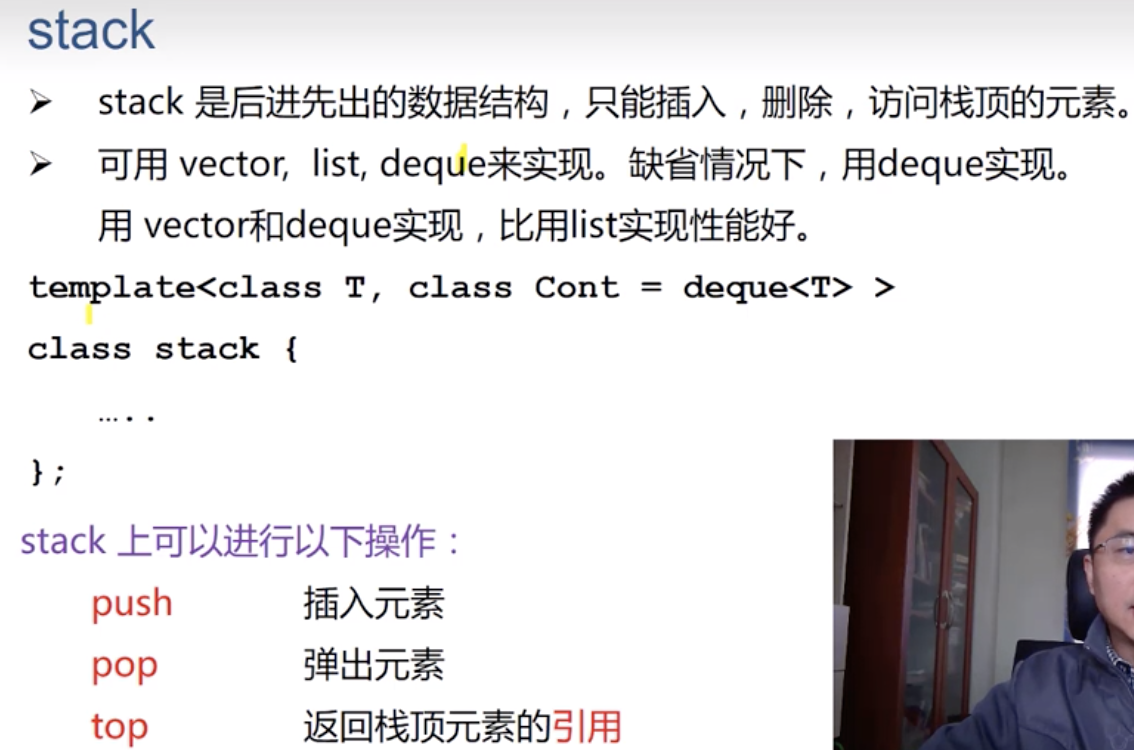 stack
➢ stack 是后进先出的数据结构，只能插入，删除，访问栈顶的元素。
➢ 可用 vector, list, deque来实现。缺省情况下，用deque实现。
用 vector和deque实现，比用list实现性能好。
template<class T, class Cont = deque<T> >
class stack {
…..
};
stack 上可以进行以下操作：
push 插入元素
pop 弹出元素
top 返回栈顶元素的引用